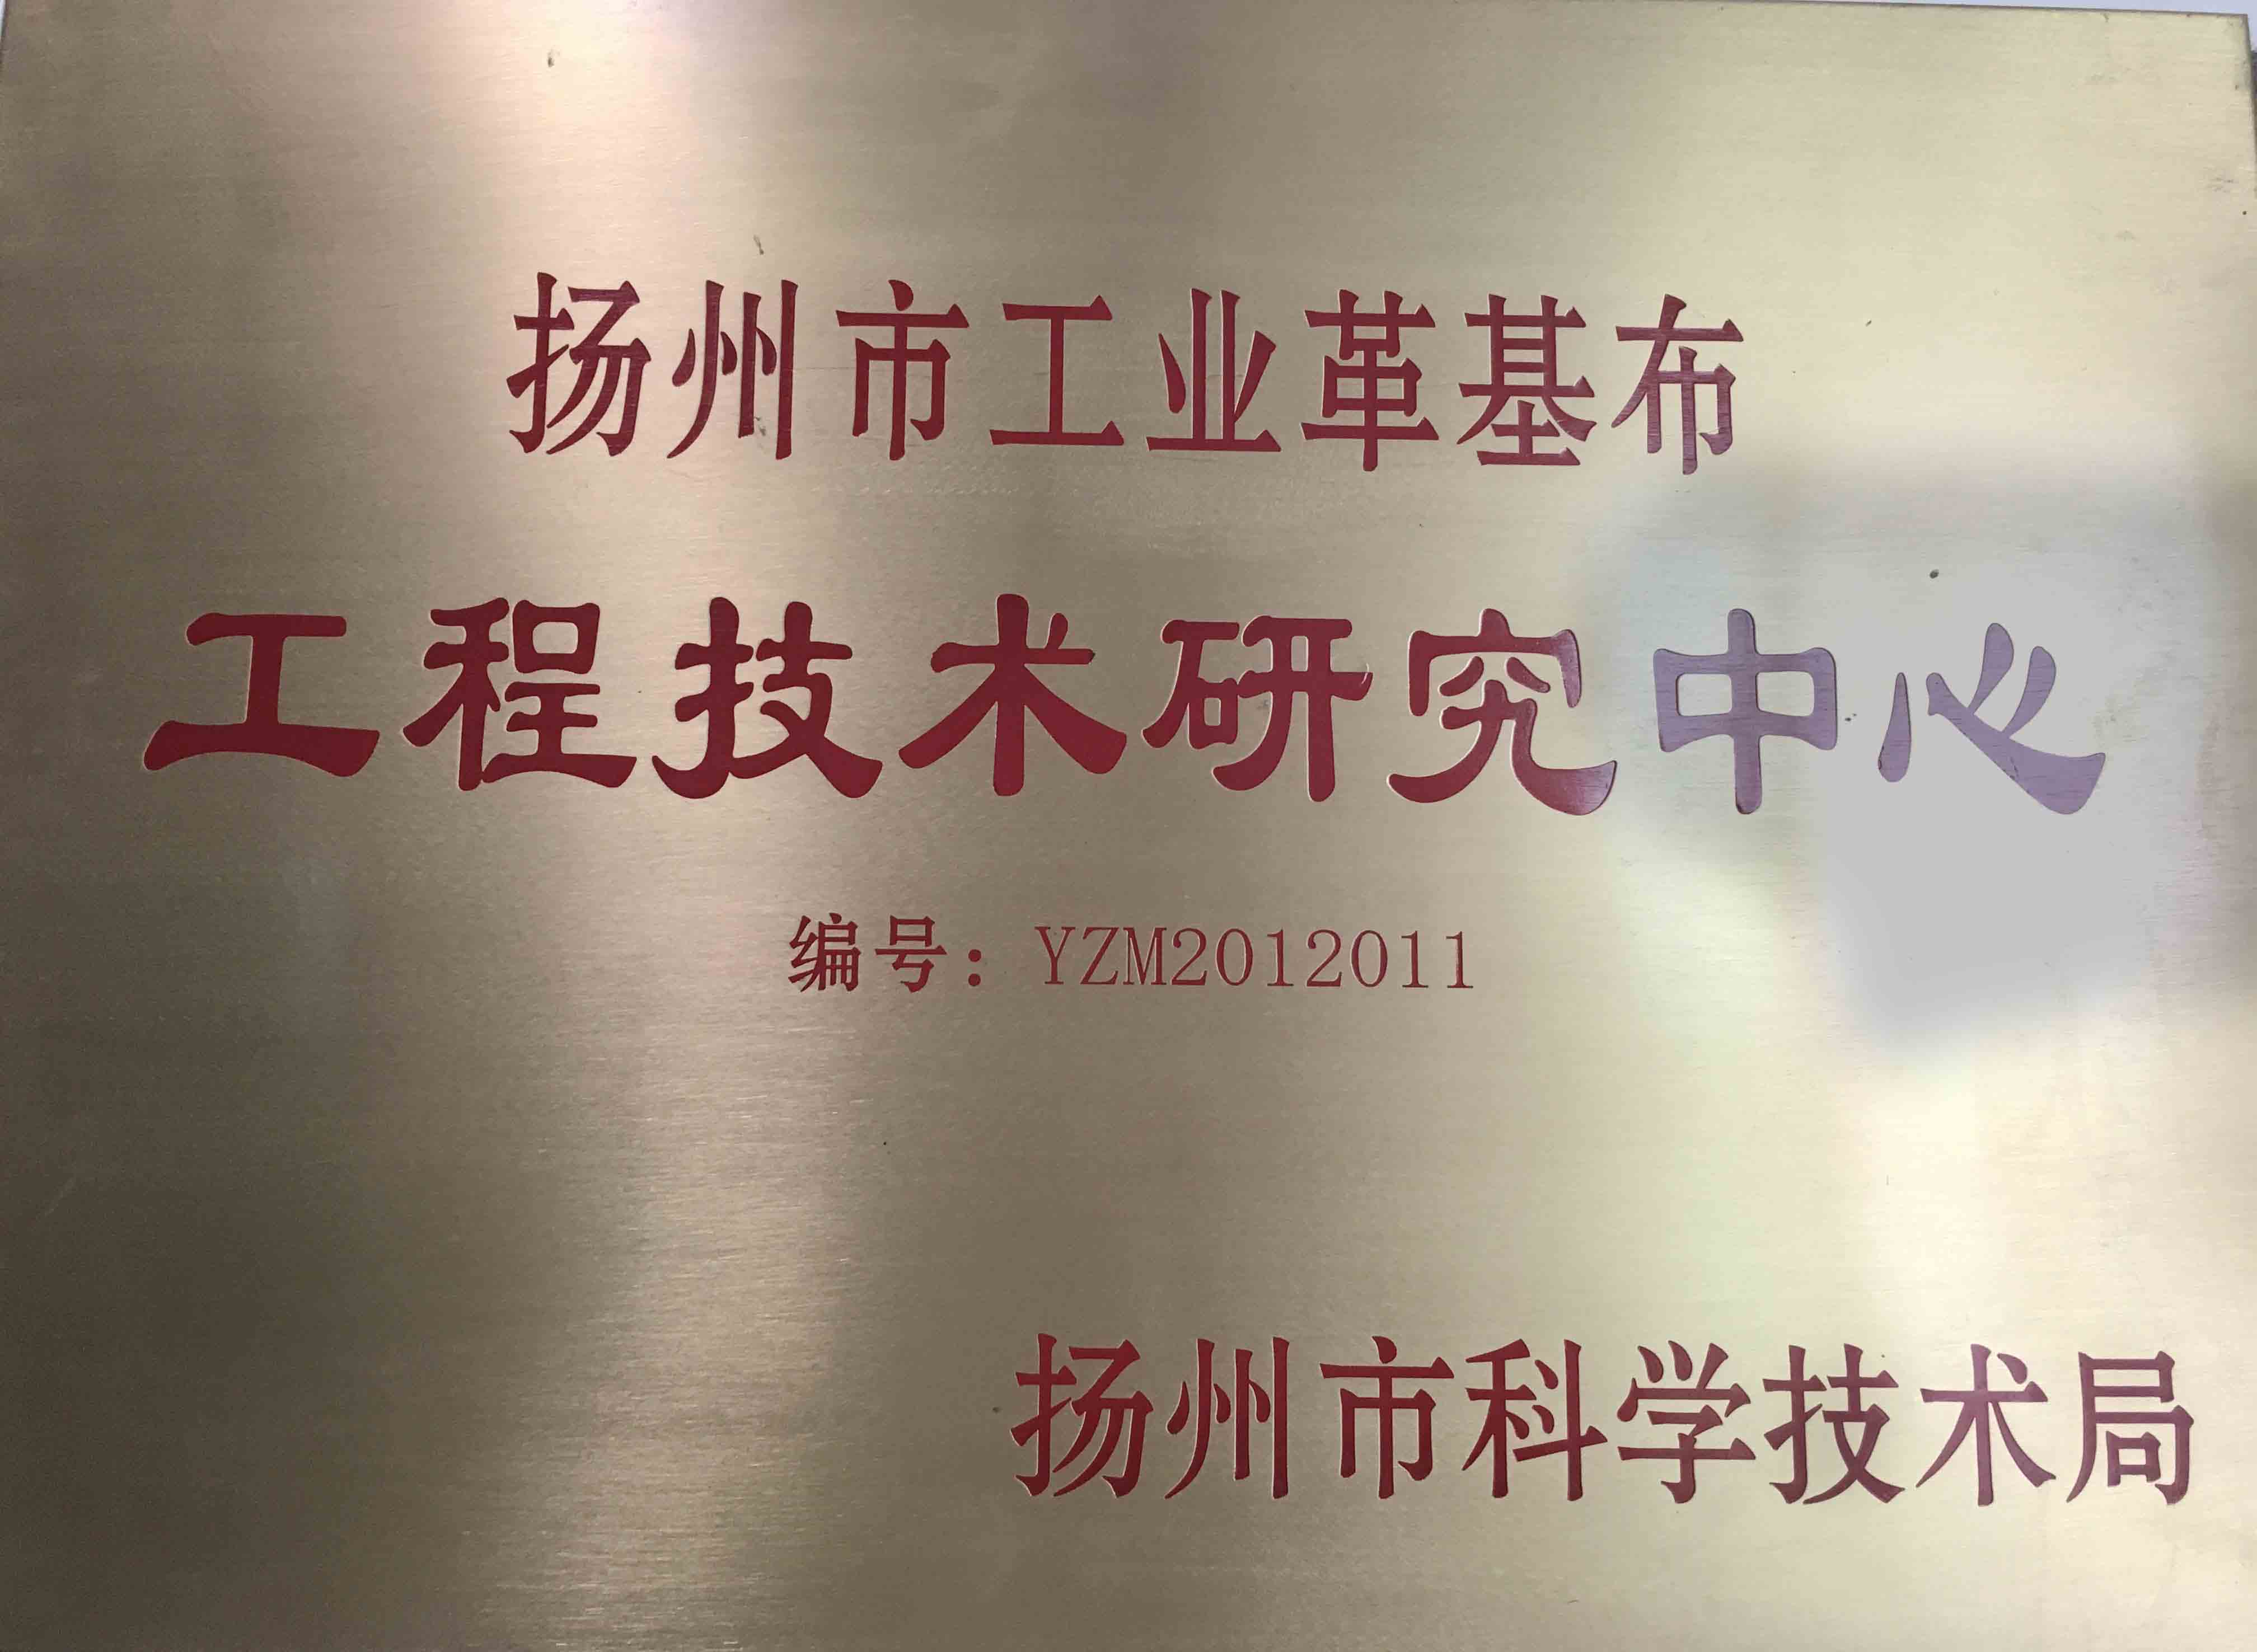 扬州市工业革基布
工程技术研究中心
编号：YZM2012011
扬州市科学技术局